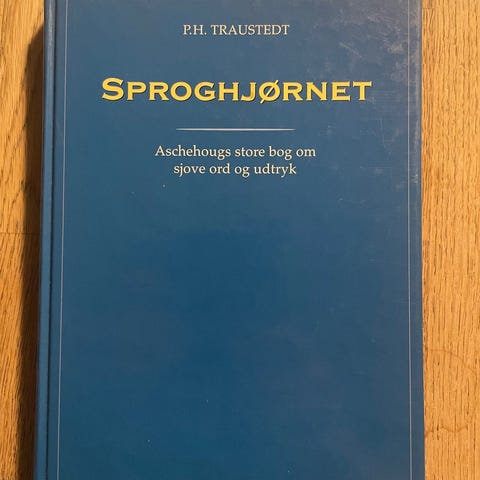 P.H. TRAUSTEDT
SPROGHJØRNET
Aschehougs store bog om
sjove ord og udtryk